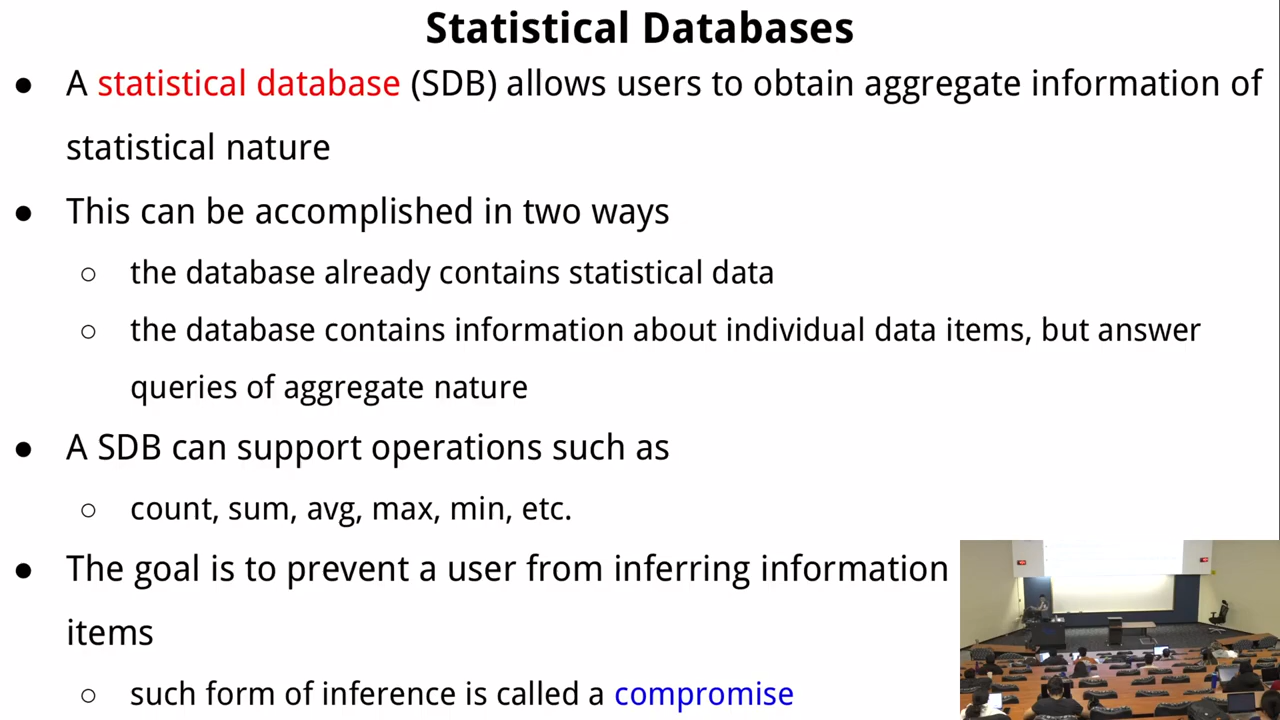 Statistical Databases
● A statistical database (SDB) allows users to obtain aggregate information of
statistical nature
● This can be accomplished in two ways
○ the database already contains statistical data
○ the database contains information about individual data items, but answer
queries of aggregate nature
● A SDB can support operations such as
○ count, sum, avg, max, min, etc.
● The goal is to prevent a user from inferring information
items
○ such form of inference is called a compromise